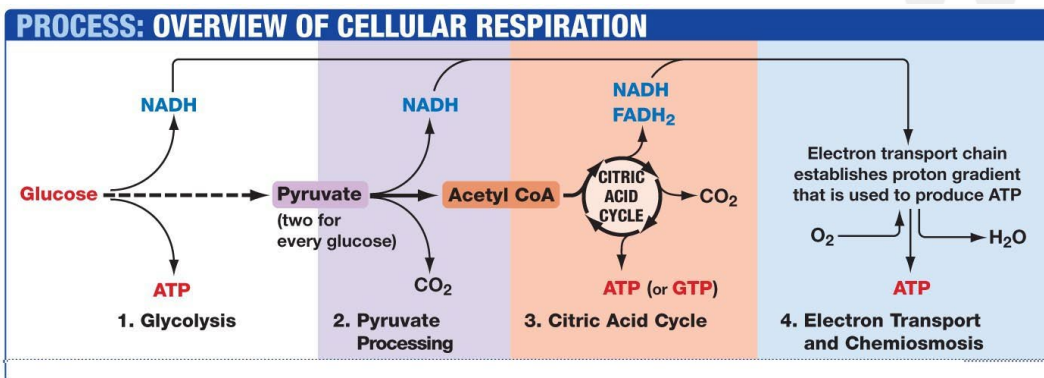 PROCESS: OVERVIEW OF CELLULAR RESPIRATION
NADH
NADH
NADH
FADH₂
Glucose
Pyruvate
(two for
every glucose)
Acetyl CoA
CITRIC
ACID
CYCLE
CO₂
Electron transport chain
establishes proton gradient
that is used to produce ATP
O₂
H₂O
ATP
CO₂
ATP (or GTP)
ATP
1. Glycolysis
2. Pyruvate
Processing
3. Citric Acid Cycle
4. Electron Transport
and Chemiosmosis